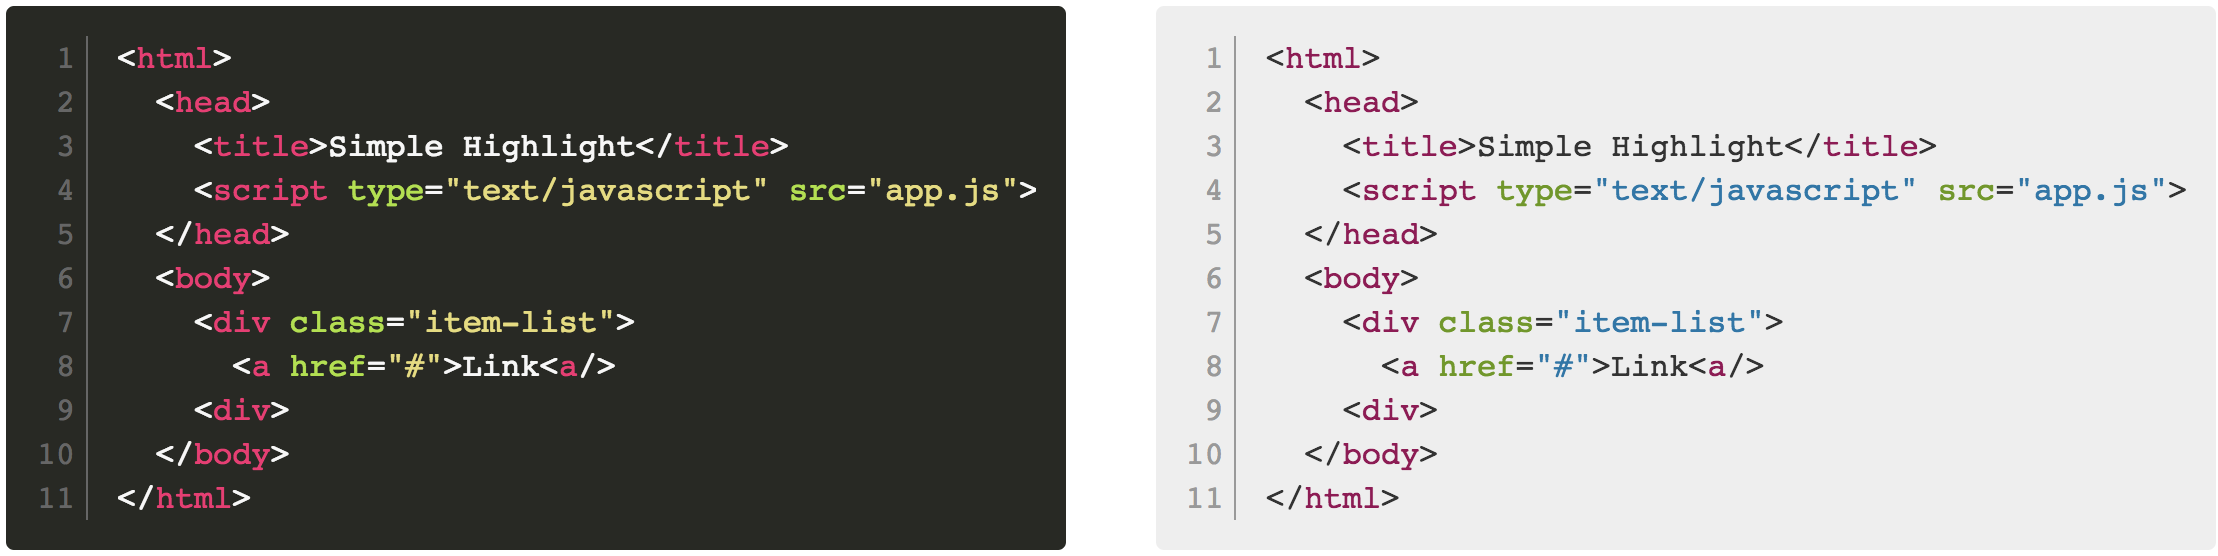 1 <html>
2   <head>
3     <title>Simple Highlight</title>
4     <script type="text/javascript" src="app.js">
5   </head>
6   <body>
7     <div class="item-list">
8       <a href="#">Link<a/>
9     <div>
10   </body>
11 </html>
1 <html>
2   <head>
3     <title>Simple Highlight</title>
4     <script type="text/javascript" src="app.js">
5   </head>
6   <body>
7     <div class="item-list">
8       <a href="#">Link<a/>
9     <div>
10   </body>
11 </html>